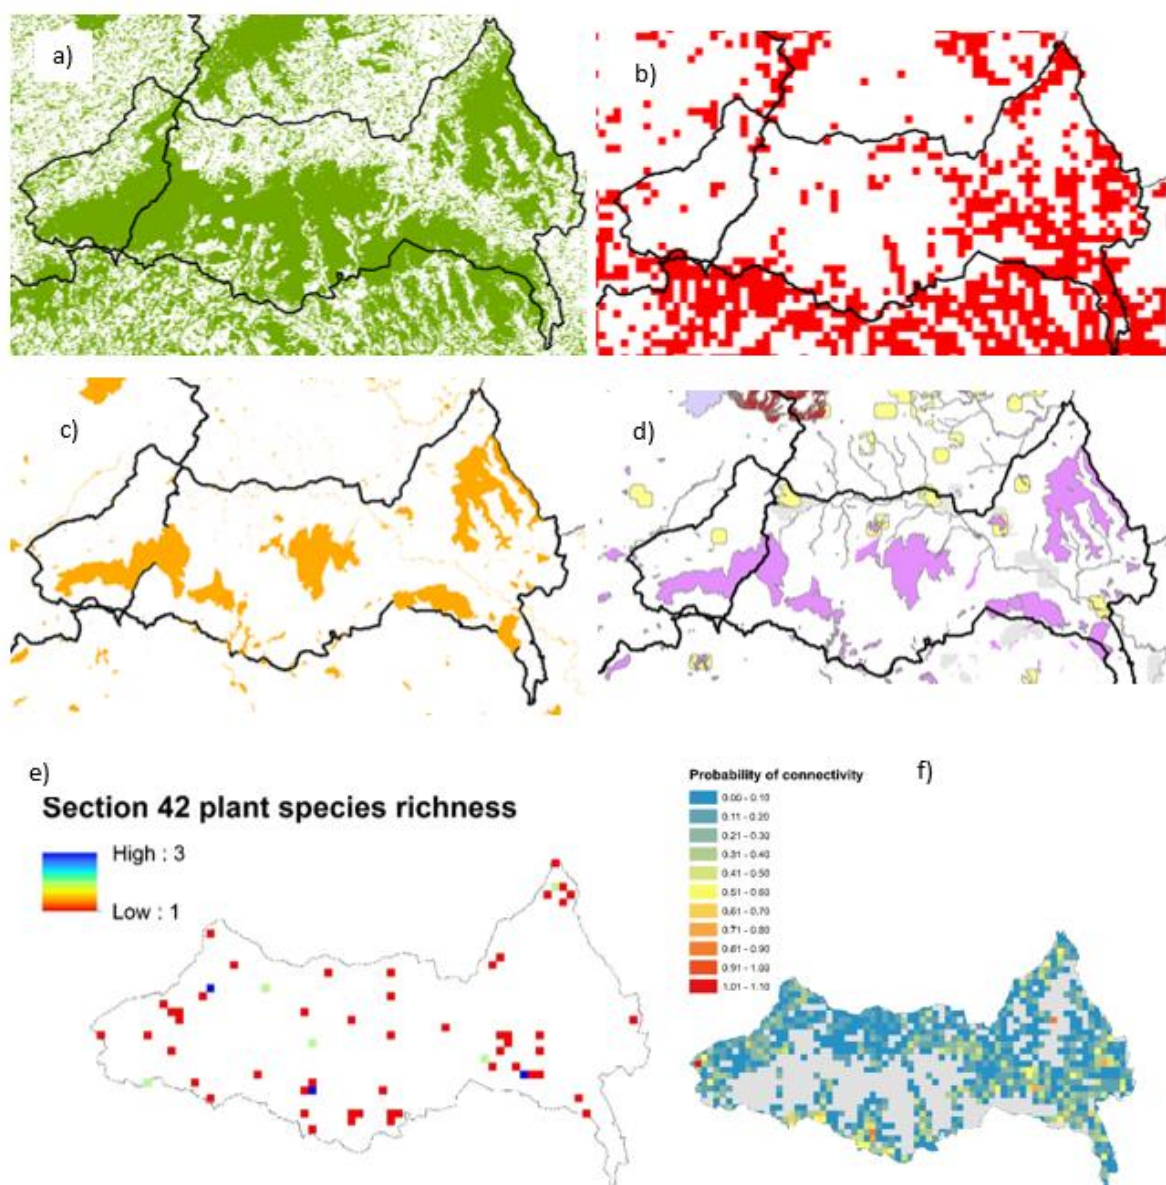 a)
b)
c)
d)
e)
Section 42 plant species richness
High : 3
Low : 1
f)
Probability of connectivity
0.00 - 0.10
0.11 - 0.20
0.21 - 0.30
0.31 - 0.40
0.41 - 0.50
0.51 - 0.60
0.61 - 0.70
0.71 - 0.80
0.81 - 0.90
0.91 - 1.00
1.01 - 1.10